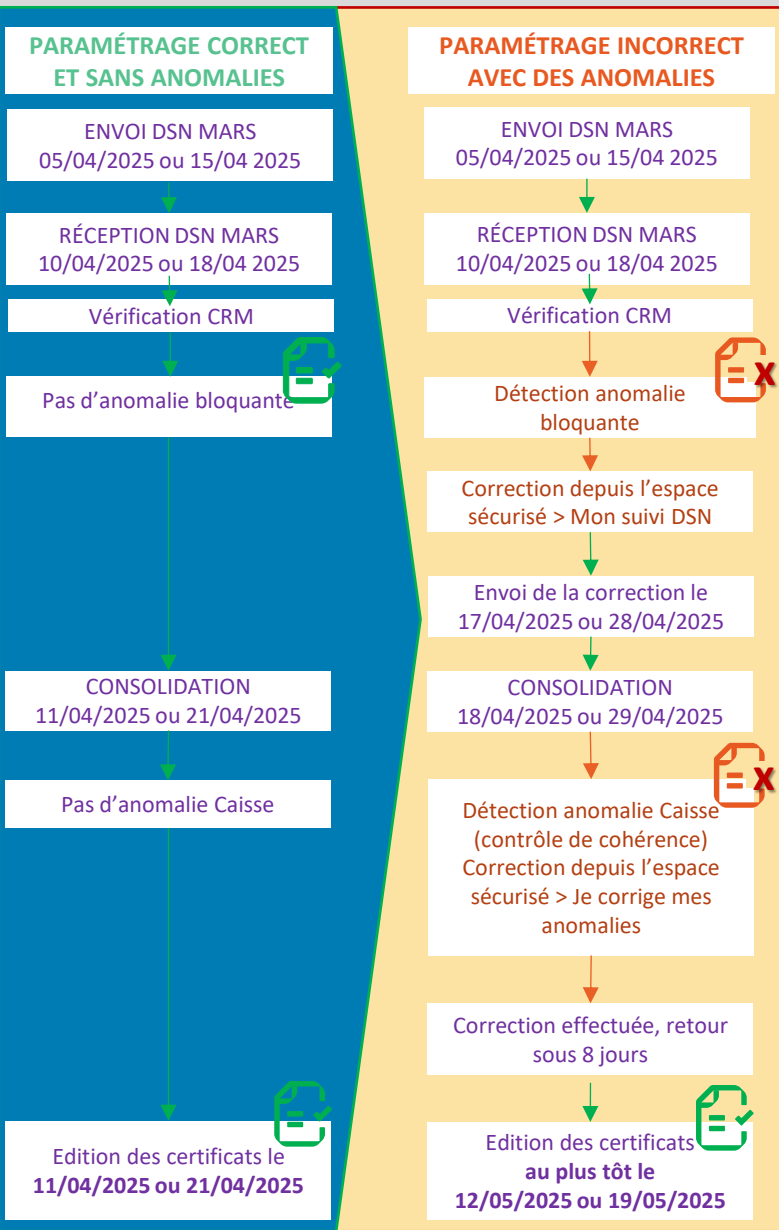 PARAMÉTRAGE CORRECT
ET SANS ANOMALIES
ENVOI DSN MARS
05/04/2025 ou 15/04 2025
RÉCEPTION DSN MARS
10/04/2025 ou 18/04 2025
Vérification CRM
Pas d’anomalie bloquante
CONSOLIDATION
11/04/2025 ou 21/04/2025
Pas d’anomalie Caisse
Edition des certificats le
11/04/2025 ou 21/04/2025
PARAMÉTRAGE INCORRECT
AVEC DES ANOMALIES
ENVOI DSN MARS
05/04/2025 ou 15/04 2025
RÉCEPTION DSN MARS
10/04/2025 ou 18/04 2025
Vérification CRM
X
Détection anomalie
bloquante
Correction depuis l’espace
sécurisé > Mon suivi DSN
Envoi de la correction le
17/04/2025 ou 28/04/2025
CONSOLIDATION
18/04/2025 ou 29/04/2025
X
Détection anomalie Caisse
(contrôle de cohérence)
Correction depuis l’espace
sécurisé > Je corrige mes
anomalies
Correction effectuée, retour
sous 8 jours
Edition des certificats
au plus tôt le
12/05/2025 ou 19/05/2025